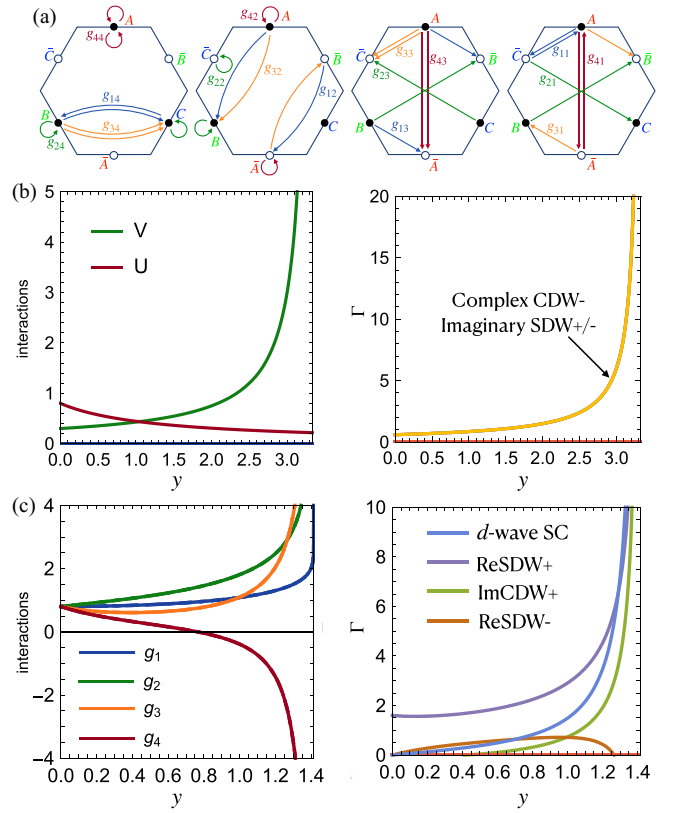 (a)
A g₄₄ C̄ B̄ g₁₄ B C g₃₄ g₂₄ Ā
g₄₂ A C̄ B̄ g₂₂ g₃₂ g₁₂ B C Ā
A C̄ g₃₃ B̄ g₂₃ g₄₃ B g₁₃ C Ā
A C̄ g₁₁ B̄ g₂₁ g₄₁ B g₃₁ C Ā
(b)
interactions
5
4
3
2
1
0
V
U
0.0 0.5 1.0 1.5 2.0 2.5 3.0
y
Γ
20
15
10
5
0
Complex CDW-
Imaginary SDW+/-
0.0 0.5 1.0 1.5 2.0 2.5 3.0
y
(c)
interactions
4
2
0
−2
−4
g₁
g₂
g₃
g₄
0.0 0.2 0.4 0.6 0.8 1.0 1.2 1.4
y
Γ
10
8
6
4
2
0
d-wave SC
ReSDW+
ImCDW+
ReSDW-
0.0 0.2 0.4 0.6 0.8 1.0 1.2 1.4
y